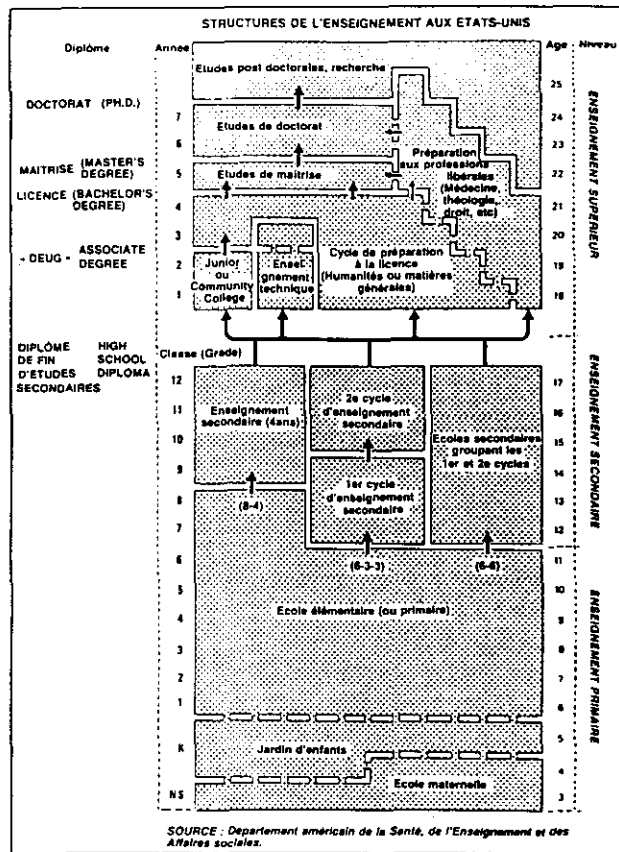 STRUCTURES DE L'ENSEIGNEMENT AUX ETATS-UNIS
Diplôme
Année
Age
Niveau
Etudes post doctorales, recherche
25
DOCTORAT (PH.D.)
24
7
Etudes de doctorat
23
6
MAITRISE (MASTER'S
DEGREE)
5
Etudes de maitrise
22
Préparation
aux professions
libérales
(Médecine,
théologie,
droit, etc)
LICENCE (BACHELOR'S
DEGREE)
4
21
3
20
« DEUG » ASSOCIATE
DEGREE
2
19
1
18
Junior
ou
Community
College
Ensei-
gnement
technique
Cycle de préparation
à la licence
(Humanités ou matières
générales)
ENSEIGNEMENT SUPERIEUR
DIPLÔME
DE FIN
D'ETUDES
SECONDAIRES
HIGH
SCHOOL
DIPLOMA
Classe (Grade)
12
17
11
16
10
15
9
14
8
13
7
12
Enseignement
secondaire (4ans)
2e cycle
d'enseignement
secondaire
Ecoles secondaires
groupant les
1er et 2e cycles
1er cycle
d'enseignement
secondaire
(8-4)
(6-3-3)
(6-6)
ENSEIGNEMENT SECONDAIRE
6
11
5
10
Ecole élémentaire (ou primaire)
4
9
3
8
2
7
1
6
K
5
Jardin d'enfants
4
Ecole maternelle
NS
3
ENSEIGNEMENT PRIMAIRE
SOURCE : Departement américain de la Santé, de l'Enseignement et des
Affaires sociales.